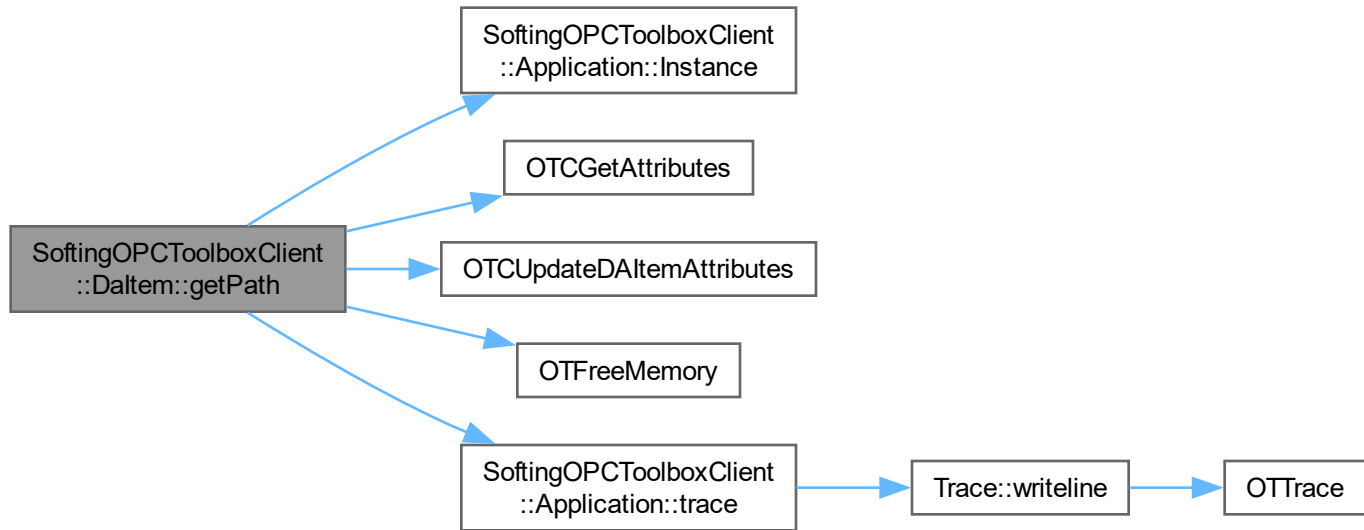 SoftingOPCToolboxClient
::Application::Instance
OTCGetAttributes
SoftingOPCToolboxClient
::DaItem::getPath
OTCUpdateDAItemAttributes
OTFreeMemory
SoftingOPCToolboxClient
::Application::trace
Trace::writeline
OTTrace